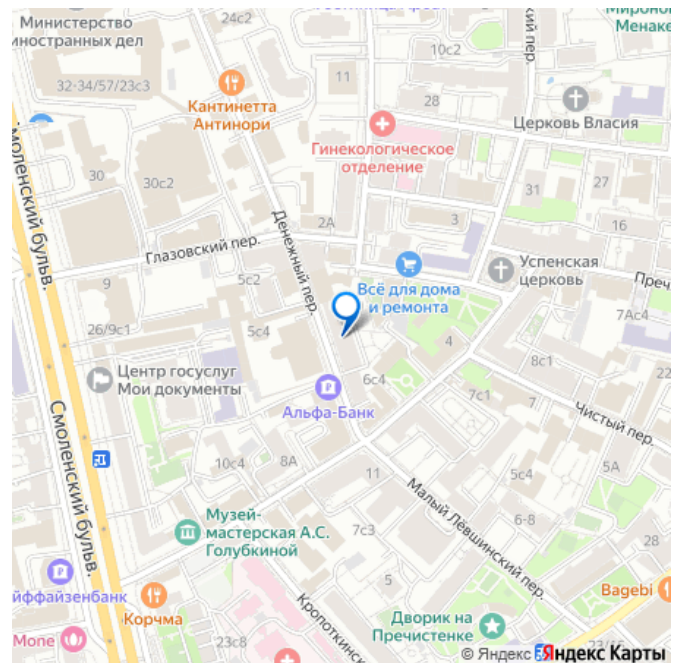 24с2
Министерство
иностранных дел
32-34/57/23с3
Кантинетта
Антинори
11
10с2
28
Церковь Власия
Гинекологическое
отделение
30
30с2
31
27
2А
3
16
Денежный пер.
Глазовский пер.
Смоленский бульв.
9
5с2
Всё для дома
и ремонта
Успенская
церковь
7Ас4
26/9с1
5с4
4
8с1
22
Центр госуслуг
Мои документы
6с4
7с1
7
Альфа-Банк
Чистый пер.
Смоленский бульв.
10с4
8А
11
5с4
5А
Музей-
мастерская А.С.
Голубкиной
7с3
6-8
Малый Лёвшинский пер.
28
йффайзенбанк
Корчма
5
Bagebi
Дворик на
Пречистенке
Mone
23с8
Кропоткинск
© Яндекс
Яндекс Карты